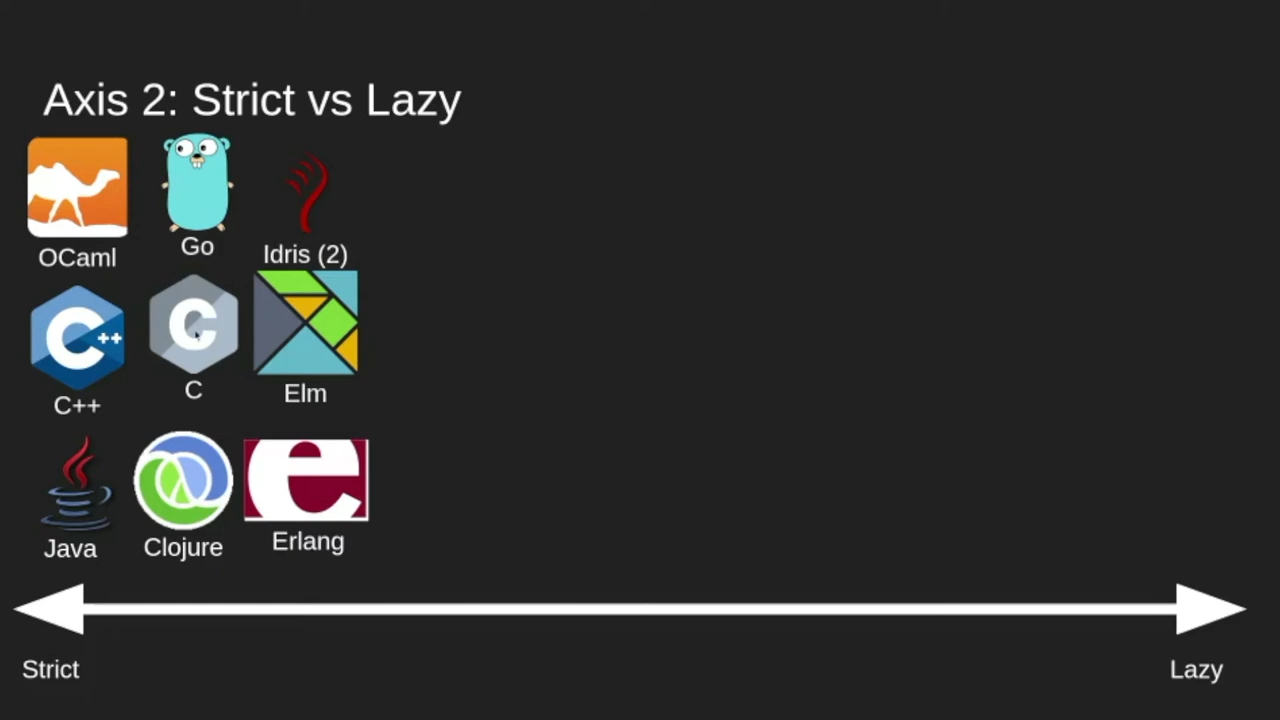 Axis 2: Strict vs Lazy
OCaml
Go
Idris (2)
C++
C
Elm
C++
C
Java
Clojure
e
Erlang
Strict
Lazy